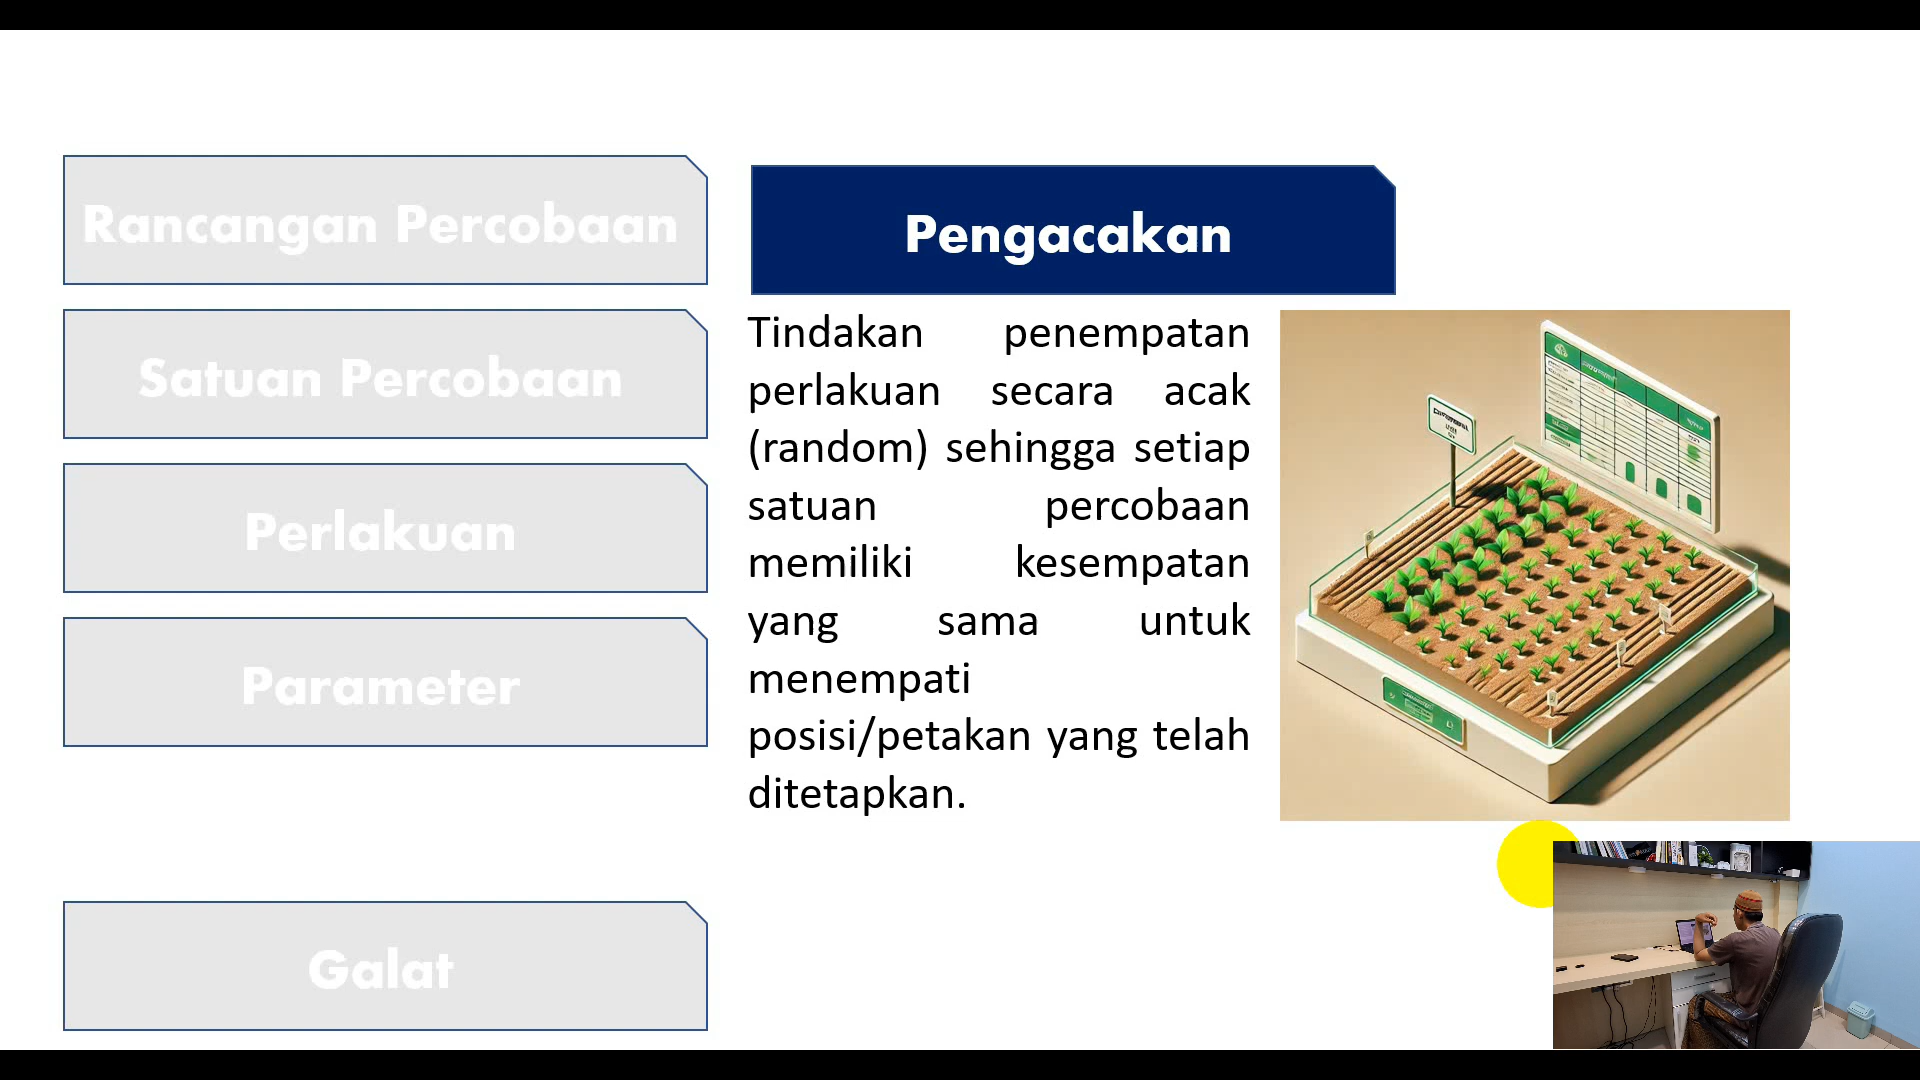 Rancangan Percobaan
Satuan Percobaan
Perlakuan
Parameter
Galat
Pengacakan
Tindakan penempatan
perlakuan secara acak
(random) sehingga setiap
satuan percobaan
memiliki kesempatan
yang sama untuk
menempati
posisi/petakan yang telah
ditetapkan.